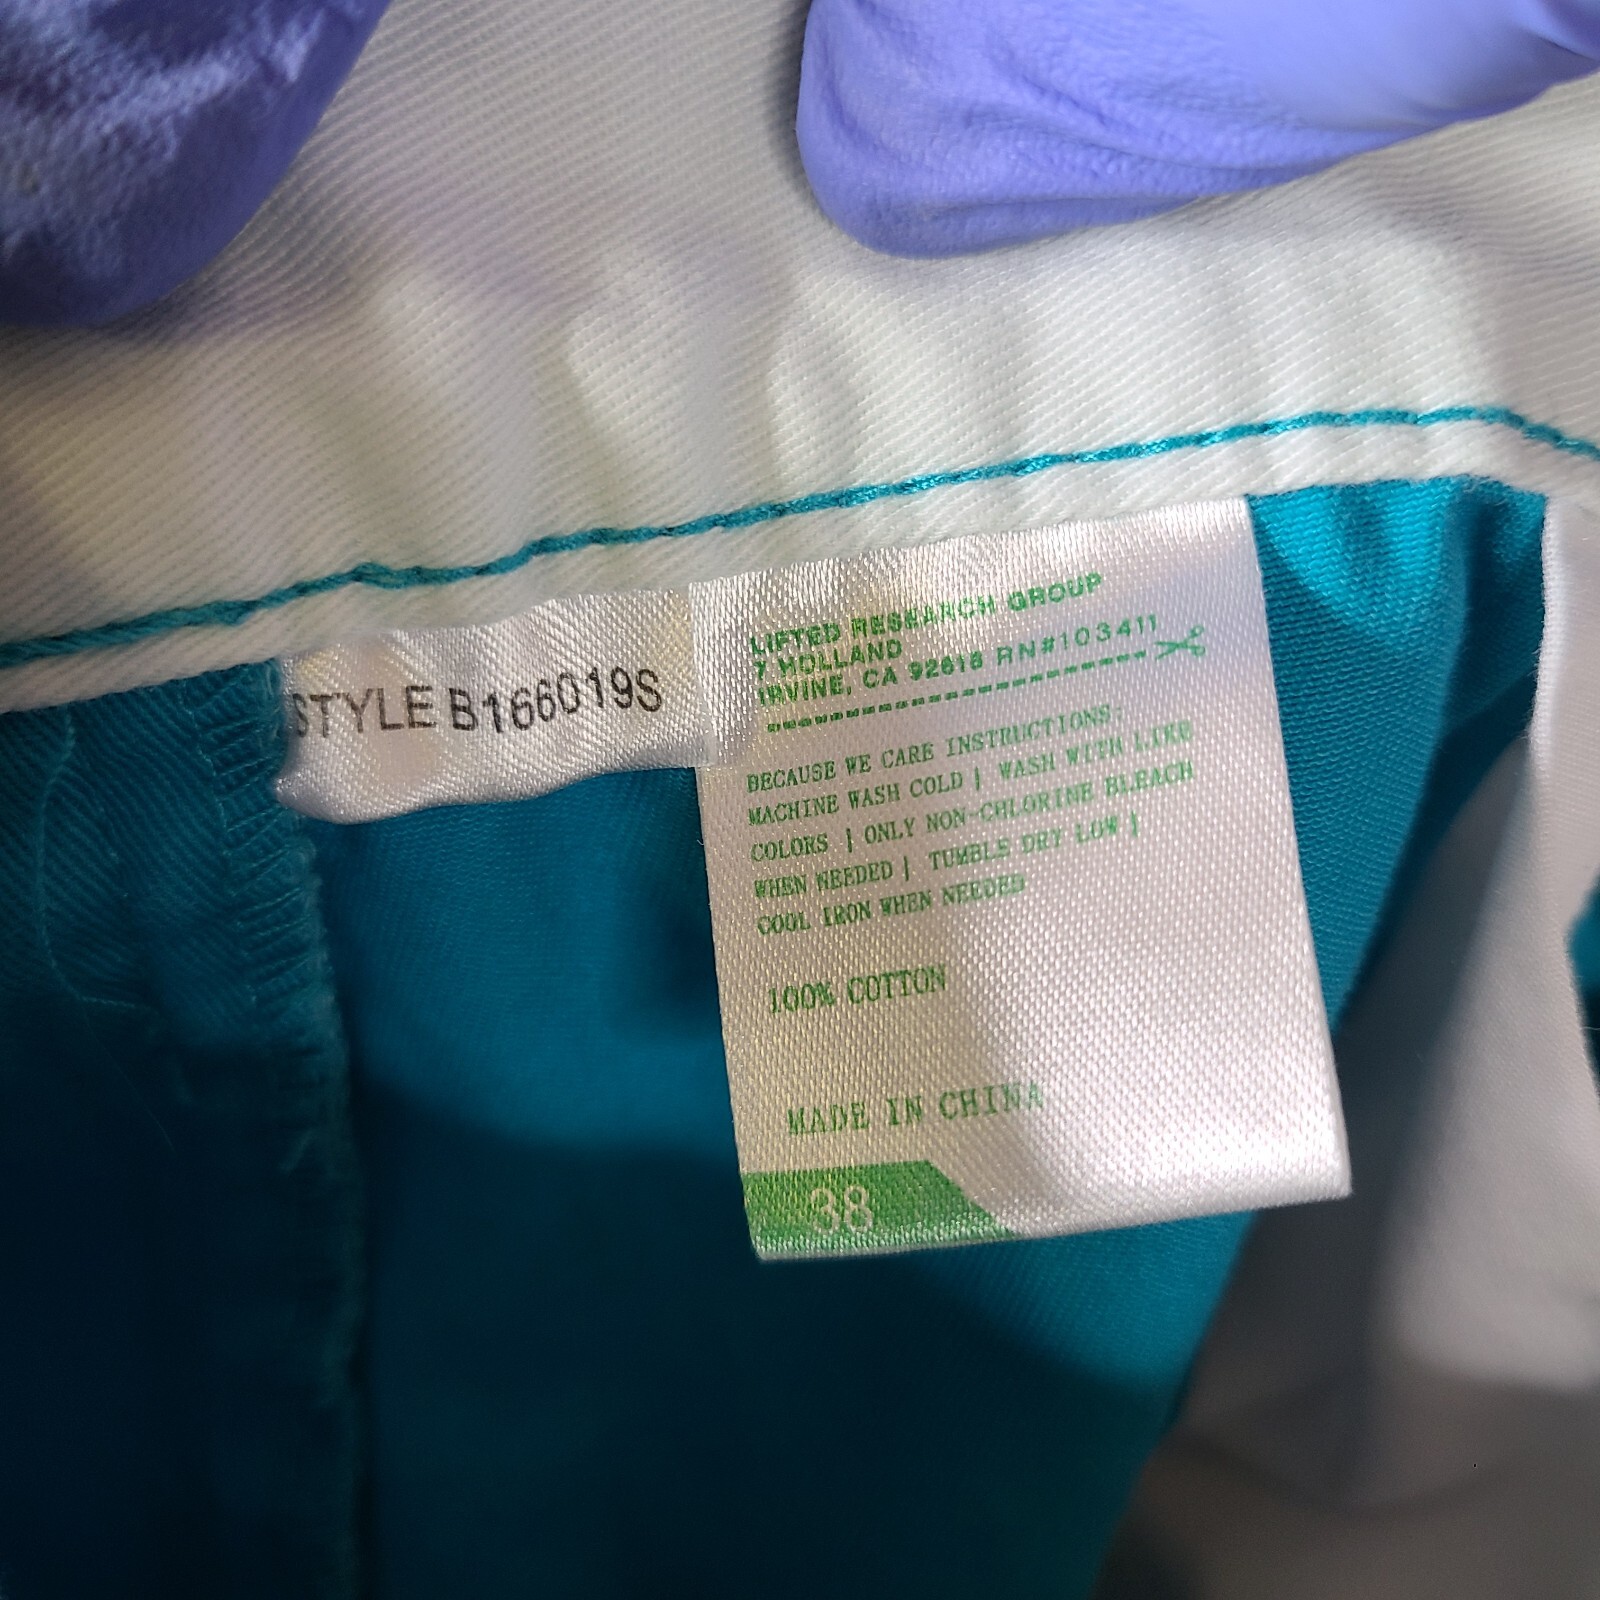 STYLE B166019S
LIFTED RESEARCH GROUP
7 HOLLAND
IRVINE, CA 92618 RN#103411
BECAUSE WE CARE INSTRUCTIONS:
MACHINE WASH COLD | WASH WITH LIKE
COLORS | ONLY NON-CHLORINE BLEACH
WHEN NEEDED | TUMBLE DRY LOW |
COOL IRON WHEN NEEDED
100% COTTON
MADE IN CHINA
38